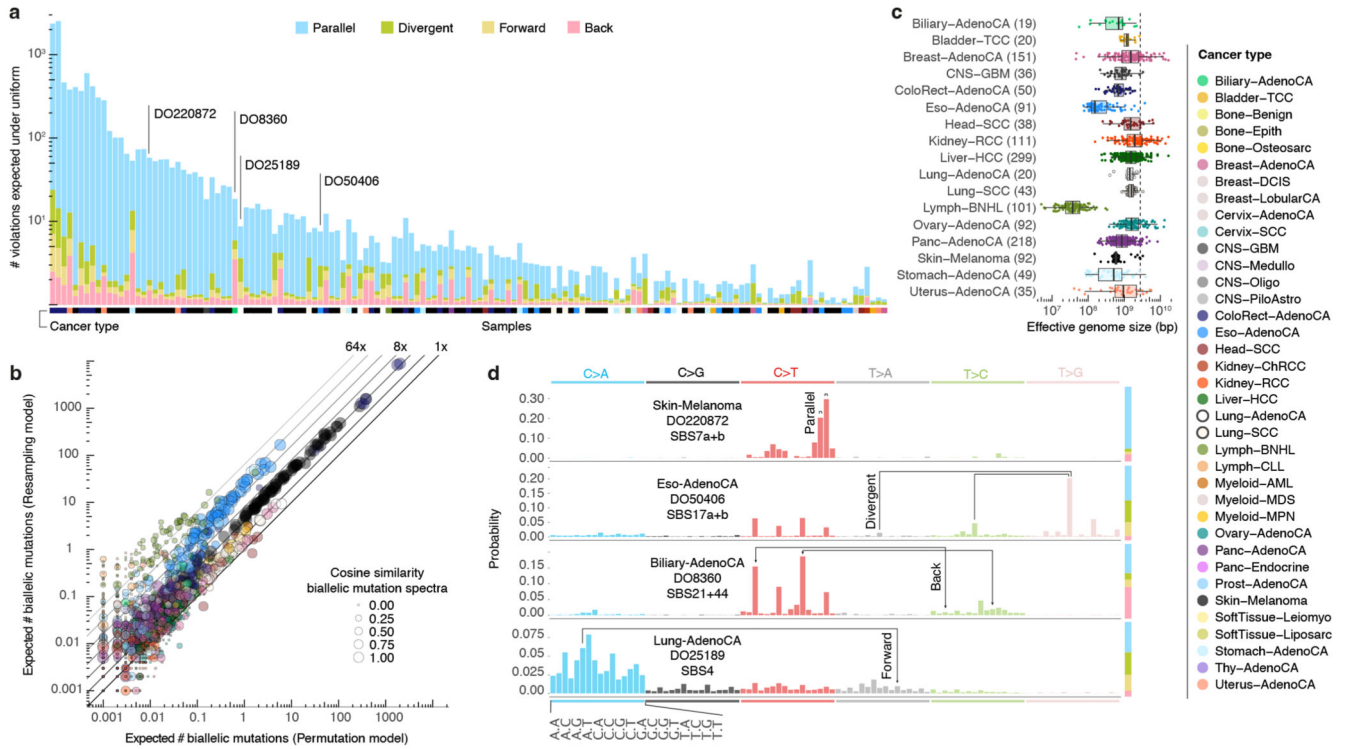 a
Parallel
Divergent
Forward
Back
# violations expected under uniform
10³
10²
10¹
1
DO220872
DO8360
DO25189
DO50406
Cancer type
Samples
b
64x
8x
1x
Expected # biallelic mutations (Resampling model)
1000
100
10
1
0.1
0.01
0.001
Cosine similarity
biallelic mutation spectra
0.00
0.25
0.50
0.75
1.00
0.001
0.01
0.1
1
10
100
1000
Expected # biallelic mutations (Permutation model)
c
Biliary–AdenoCA (19)
Bladder–TCC (20)
Breast–AdenoCA (151)
CNS–GBM (36)
ColoRect–AdenoCA (50)
Eso–AdenoCA (91)
Head–SCC (38)
Kidney–RCC (111)
Liver–HCC (299)
Lung–AdenoCA (20)
Lung–SCC (43)
Lymph–BNHL (101)
Ovary–AdenoCA (92)
Panc–AdenoCA (218)
Skin–Melanoma (92)
Stomach–AdenoCA (49)
Uterus–AdenoCA (35)
10⁷ 10⁸ 10⁹ 10¹⁰
Effective genome size (bp)
d
C>A
C>G
C>T
T>A
T>C
T>G
Probability
0.30
0.20
0.10
0.00
Skin-Melanoma
DO220872
SBS7a+b
Parallel
0.20
0.15
0.10
0.05
0.00
Eso-AdenoCA
DO50406
SBS17a+b
Divergent
0.15
0.10
0.05
0.00
Biliary-AdenoCA
DO8360
SBS21+44
Back
0.075
0.050
0.025
0.00
Lung-AdenoCA
DO25189
SBS4
Forward
A.A
A.C
A.G
A.T
C.A
C.C
C.G
C.T
G.A
G.C
G.G
G.T
T.A
T.C
T.G
T.T
Cancer type
Biliary–AdenoCA
Bladder–TCC
Bone–Benign
Bone–Epith
Bone–Osteosarc
Breast–AdenoCA
Breast–DCIS
Breast–LobularCA
Cervix–AdenoCA
Cervix–SCC
CNS–GBM
CNS–Medullo
CNS–Oligo
CNS–PiloAstro
ColoRect–AdenoCA
Eso–AdenoCA
Head–SCC
Kidney–ChRCC
Kidney–RCC
Liver–HCC
Lung–AdenoCA
Lung–SCC
Lymph–BNHL
Lymph–CLL
Myeloid–AML
Myeloid–MDS
Myeloid–MPN
Ovary–AdenoCA
Panc–AdenoCA
Panc–Endocrine
Prost–AdenoCA
Skin–Melanoma
SoftTissue–Leiomyo
SoftTissue–Liposarc
Stomach–AdenoCA
Thy–AdenoCA
Uterus–AdenoCA